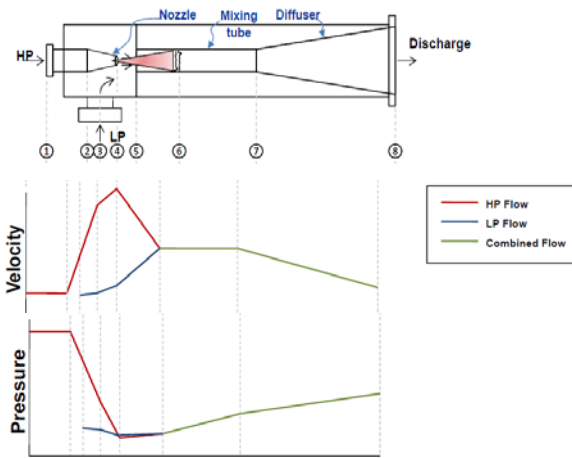 Nozzle
Mixing
tube
Diffuser
HP
Discharge
LP
1 2 3 4 5 6 7 8
Velocity
HP Flow
LP Flow
Combined Flow
Pressure